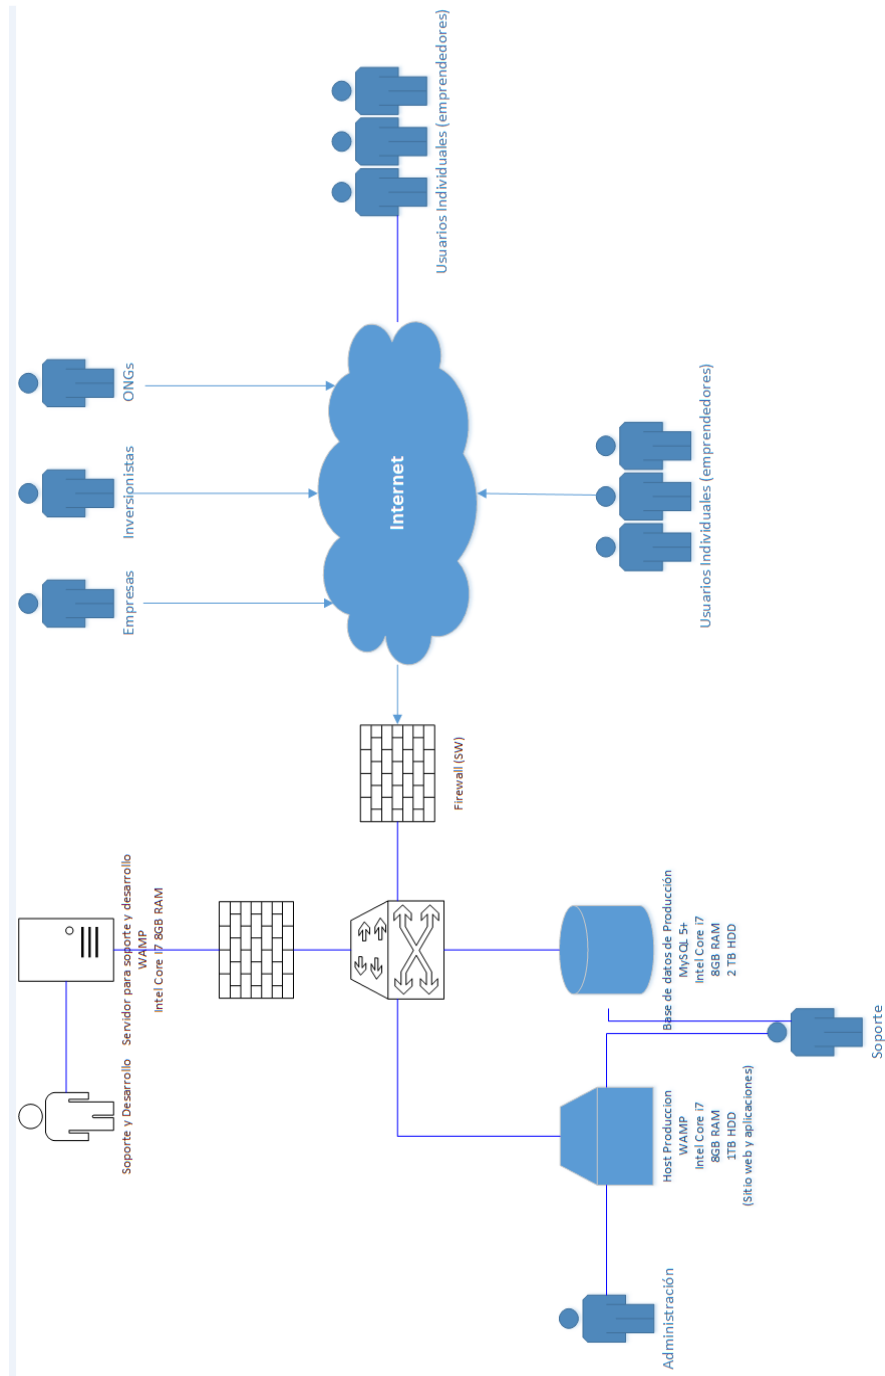 Usuarios Individuales (emprendedores)
ONGs
Inversionistas
Empresas
Internet
Usuarios Individuales (emprendedores)
Firewall (SW)
Servidor para soporte y desarrollo
WAMP
Intel Core i7 8GB RAM
Soporte y Desarrollo
Base de datos de Producción
MySQL 5+
Intel Core i7
8GB RAM
2 TB HDD
Soporte
Host Produccion
WAMP
Intel Core i7
8GB RAM
1TB HDD
(Sitio web y aplicaciones)
Administración